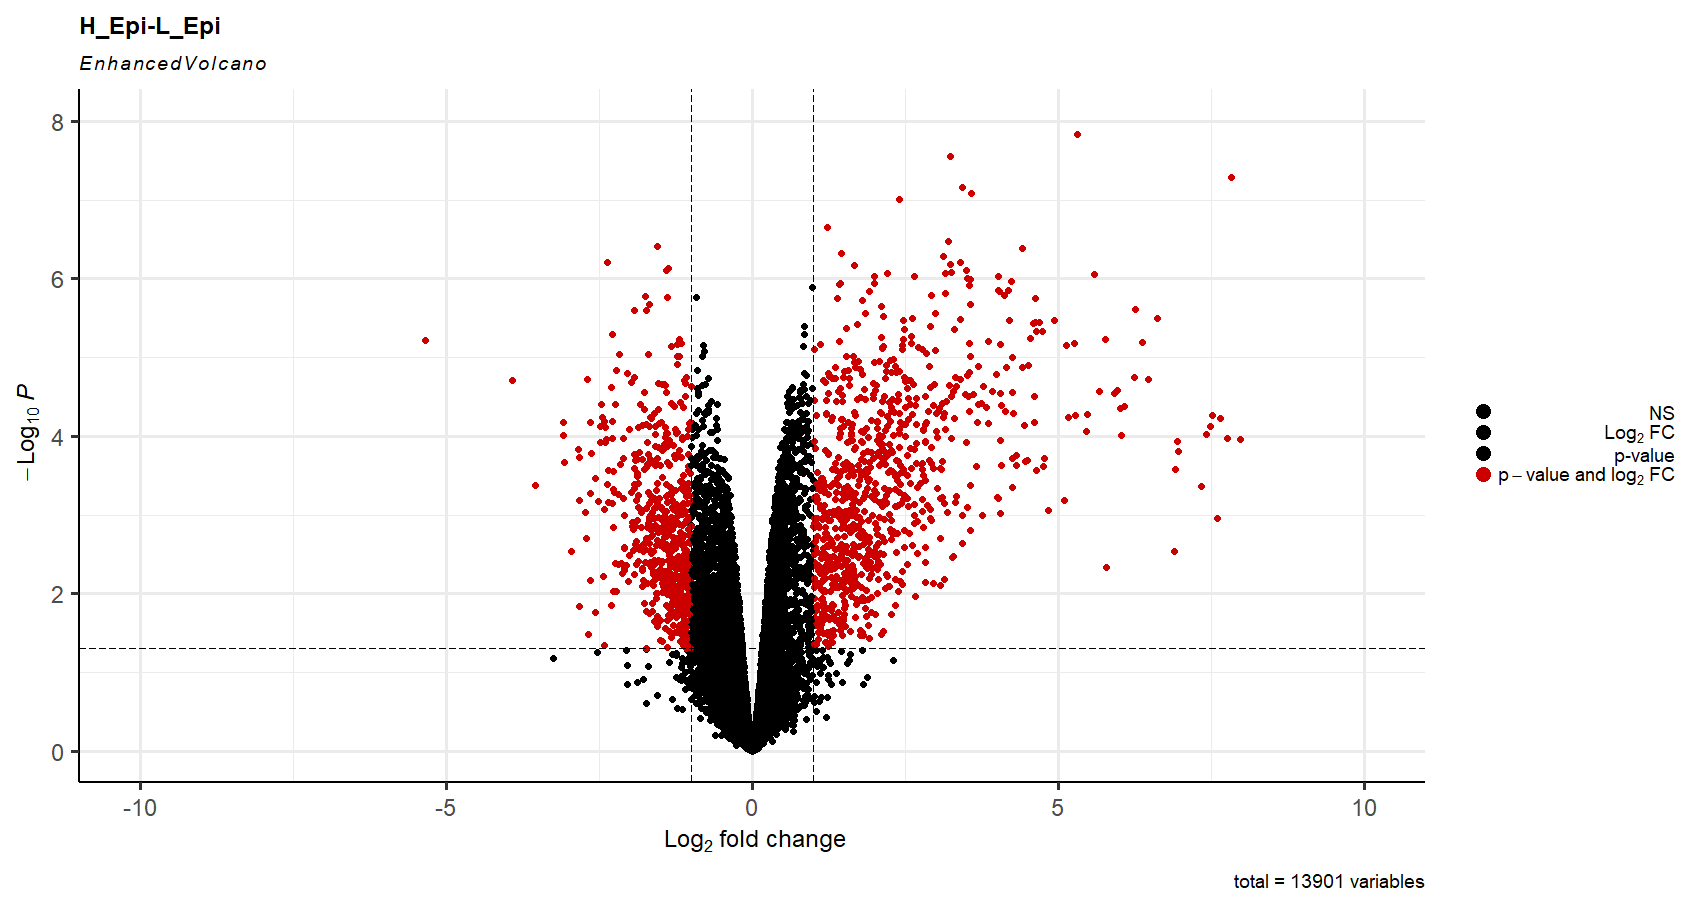 H_Epi-L_Epi
EnhancedVolcano
8
6
4
2
0
−Log₁₀ P
-10 -5 0 5 10
Log₂ fold change
NS
Log₂ FC
p-value
p − value and log₂ FC
total = 13901 variables